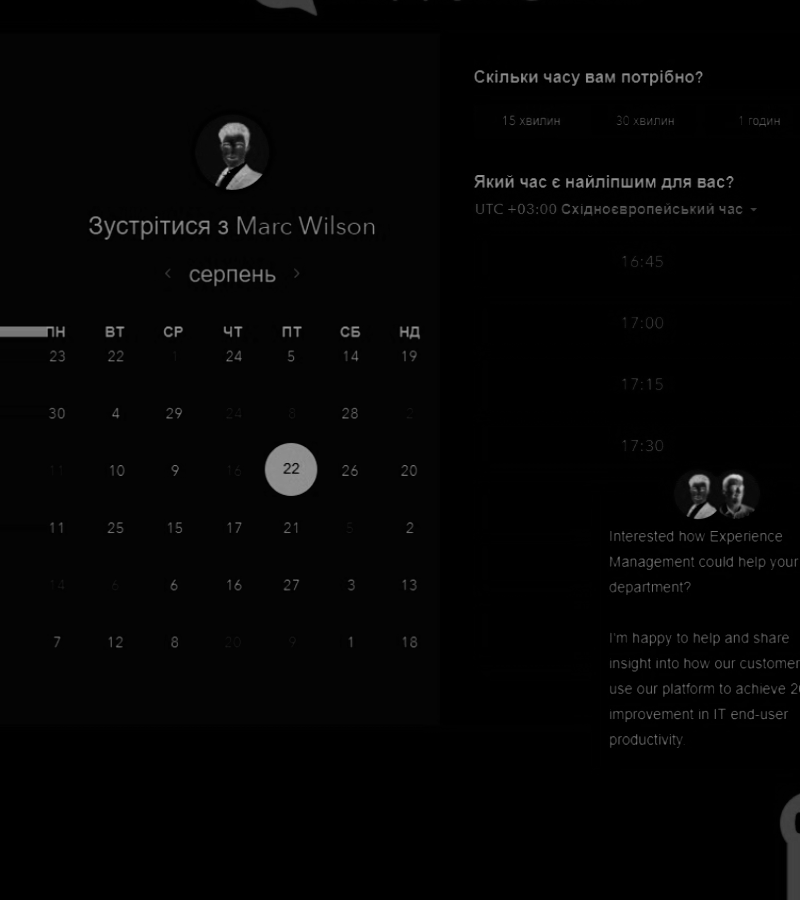 Зустрітися з Marc Wilson
серпень
ПН ВТ СР ЧТ ПТ СБ НД
23 22 1 24 5 14 19
30 4 29 24 8 28 2
11 10 9 16 22 26 20
11 25 15 17 21 5 2
14 6 6 16 27 3 13
7 12 8 20 9 1 18
Скільки часу вам потрібно?
15 хвилин 30 хвилин 1 годин
Який час є найліпшим для вас?
UTC +03:00 Східноєвропейський час
16:45
17:00
17:15
17:30
Interested how Experience
Management could help your
department?
I'm happy to help and share
insight into how our customer
use our platform to achieve
improvement in IT end-user
productivity.